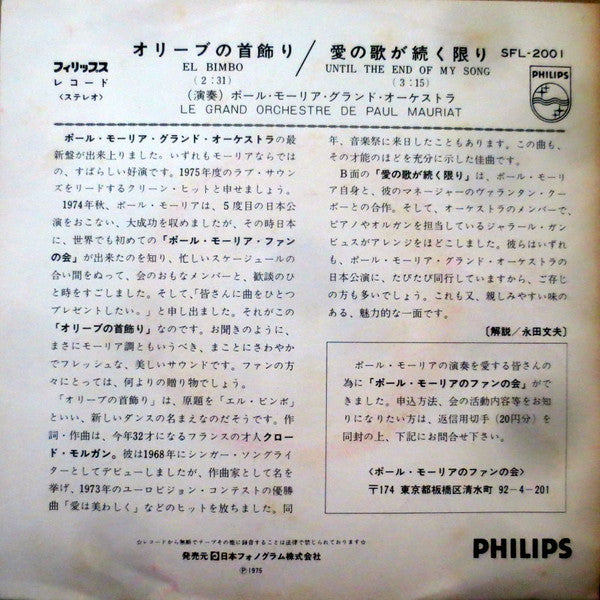 フィリップス
レコード
〈ステレオ〉
オリーブの首飾り／愛の歌が続く限り SFL-2001
EL BIMBO UNTIL THE END OF MY SONG
(2:31) (3:15)
（演奏）ポール・モーリア・グランド・オーケストラ
LE GRAND ORCHESTRE DE PAUL MAURIAT
PHILIPS
ポール・モーリア・グランド・オーケストラの最
新盤が出来上りました。いずれもモーリアならでは
の、すばらしい好演です。1975年度のラブ・サウン
ズをリードするクリーン・ヒットと申せましょう。
1974年秋、ポール・モーリアは、5度目の日本公
演をおこない、大成功を収めましたが、その時日本
に、世界でも初めての「ポール・モーリア・ファン
の会」が出来たのを知り、忙しいスケージュールの
合い間をぬって、会のおもなメンバーと、歓談のひ
と時をすごしました。そして、「皆さんに曲をひとつ
プレゼントしたい。」と申し出ました。それがこの
「オリーブの首飾り」なのです。お聞きのように、
まさにモーリア調ともいうべき、まことにさわやか
でフレッシュな、美しいサウンドです。ファンの方
々にとっては、何よりの贈り物でしょう。
「オリーブの首飾り」は、原題を「エル・ビンボ」
といい、新しいダンスの名まえなのだそうです。作
詞・作曲は、今年32才になるフランスの才人クロー
ド・モルガン。彼は1968年にシンガー・ソングライ
ターとしてデビューしましたが、作曲家として名を
挙げ、1973年のユーロビジョン・コンテストの優勝
曲「愛は美わしく」などのヒットを放ちました。同
年、音楽祭に来日したこともあります。この曲も、
その才能のほどを充分に示した佳曲です。
B面の「愛の歌が続く限り」は、ポール・モーリ
ア自身と、彼のマネージャーのヴァランタン・クー
ポーとの合作。そして、オーケストラのメンバーで、
ピアノやオルガンを担当しているジャラール・ガン
ビュスがアレンジをほどこしました。彼らはいずれ
も、ポール・モーリア・グランド・オーケストラの
日本公演に、たびたび同行していますから、ご存じ
の方も多いでしょう。これも又、親しみやすい味の
ある、魅力的な一面です。
〔解説／永田文夫〕
ポール・モーリアの演奏を愛する皆さんの
為に「ポール・モーリアのファンの会」がで
きました。申込方法、会の活動内容等をお知
りになりたい方は、返信用切手（20円分）を
同封の上、下記にお問合せ下さい。
〈ポール・モーリアのファンの会〉
〒174 東京都板橋区清水町 92-4-201
☆レコードから無断でテープその他に録音することは法律で禁じられております☆
発売元 日本フォノグラム株式会社
Ⓟ1975
PHILIPS